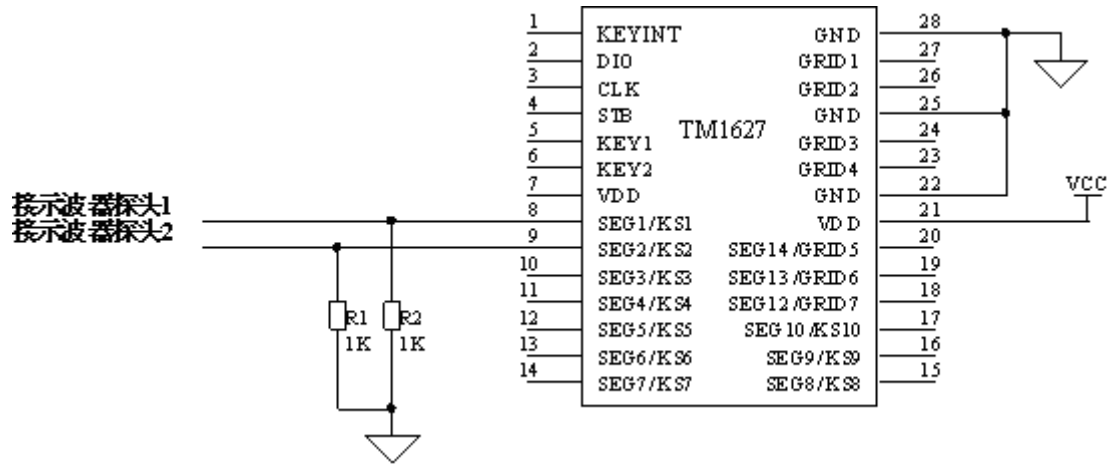 1 KEYINT GND 28
2 DIO GRID1 27
3 CLK GRID2 26
4 STB GND 25
TM1627
5 KEY1 GRID3 24
6 KEY2 GRID4 23
7 VDD GND 22
VCC
接示波器探头1
8 SEG1/KS1 VDD 21
接示波器探头2
9 SEG2/KS2 SEG14/GRID5 20
10 SEG3/KS3 SEG13/GRID6 19
11 SEG4/KS4 SEG12/GRID7 18
R1 R2
12 SEG5/KS5 SEG10/KS10 17
1K 1K
13 SEG6/KS6 SEG9/KS9 16
14 SEG7/KS7 SEG8/KS8 15